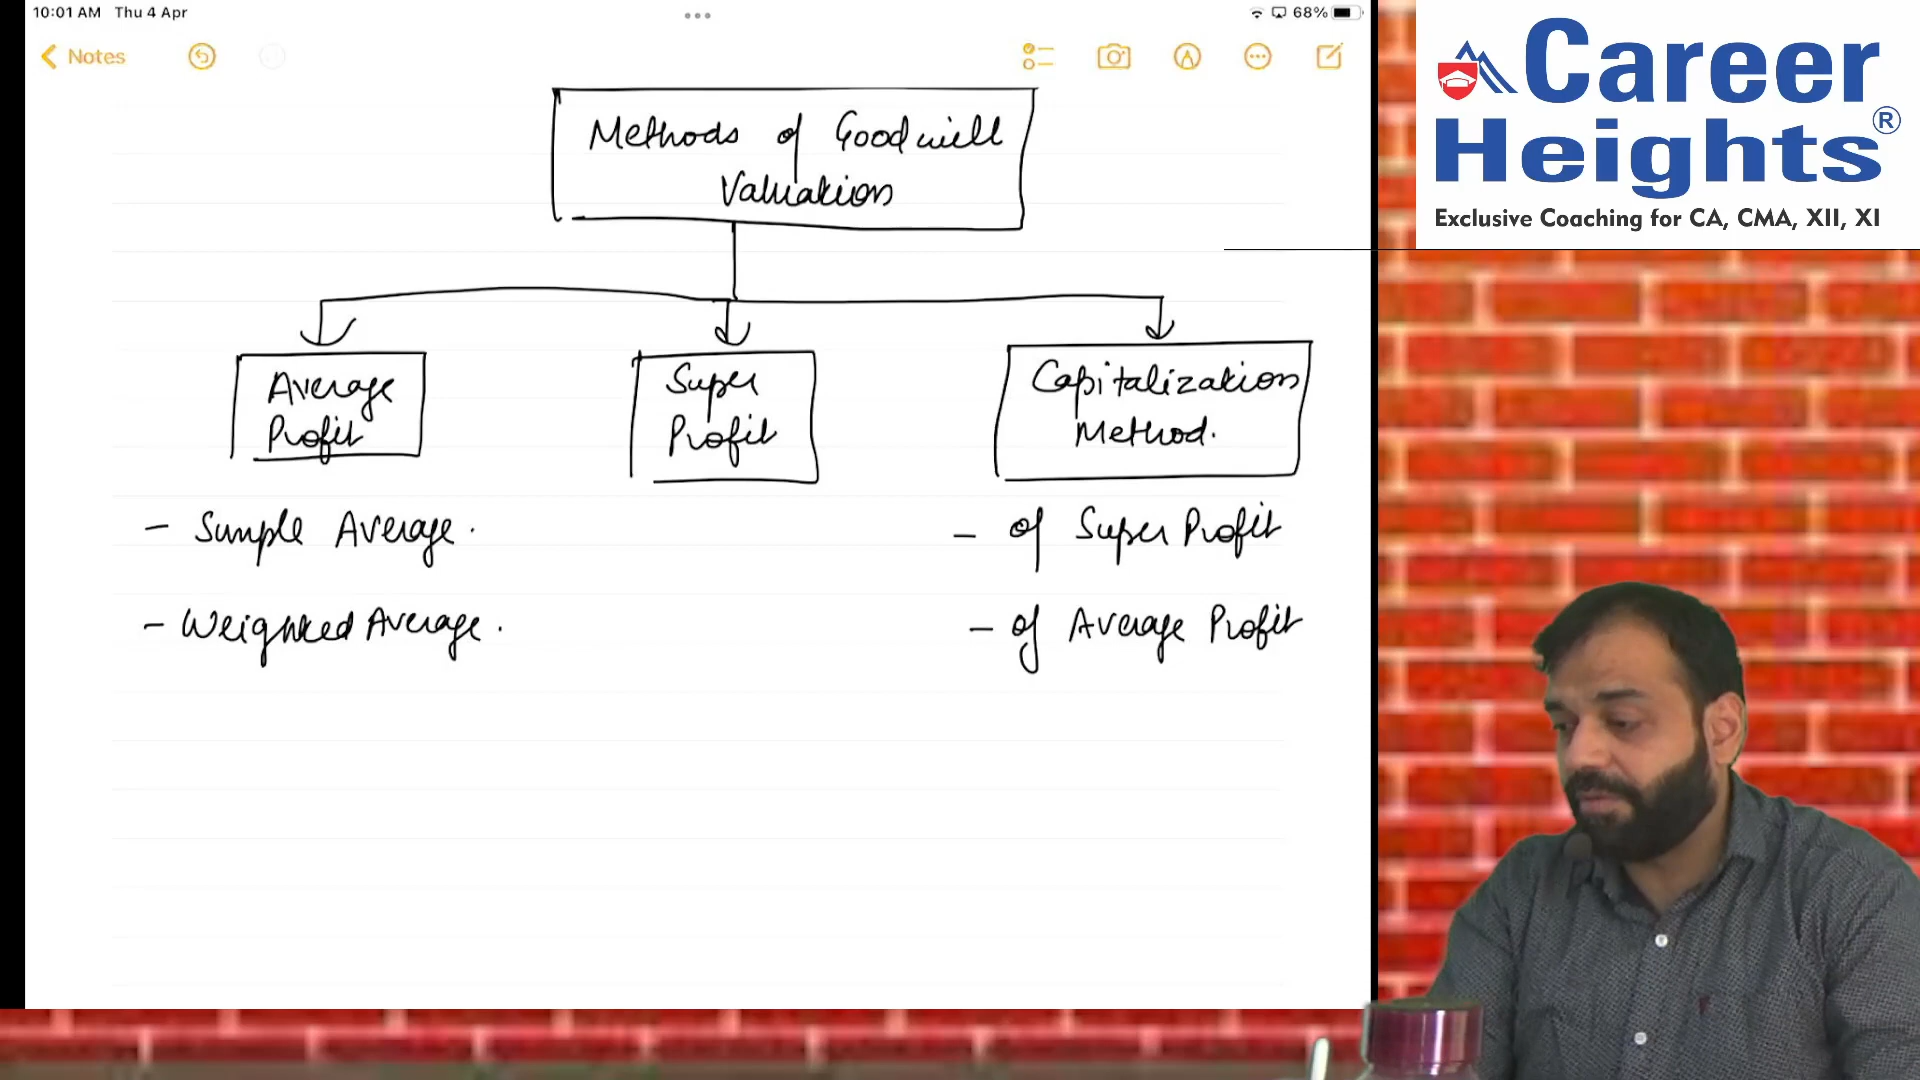 10:01 AM Thu 4 Apr
68%
Notes
Career
Heights®
Exclusive Coaching for CA, CMA, XII, XI
Methods of Goodwill
Valuation
Average
Profit
Super
Profit
Capitalization
Method.
- Simple Average.
- Weighted Average.
- of Super Profit
- of Average Profit